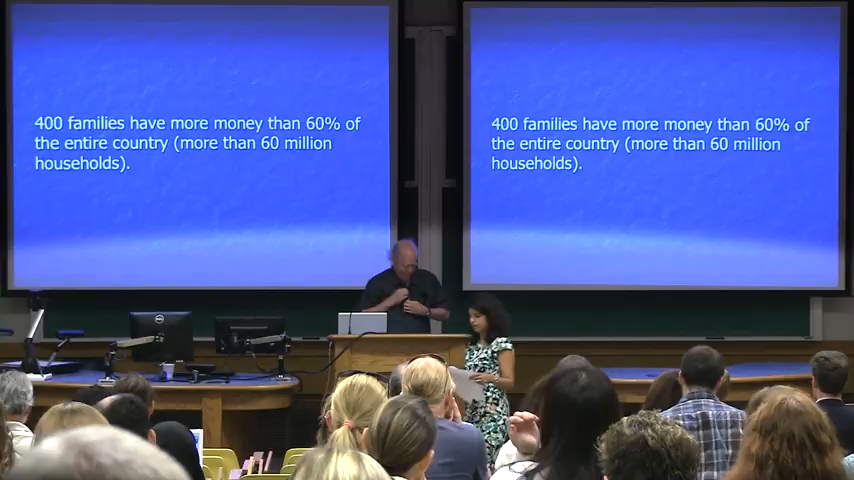 400 families have more money than 60% of
the entire country (more than 60 million
households).
400 families have more money than 60% of
the entire country (more than 60 million
households).